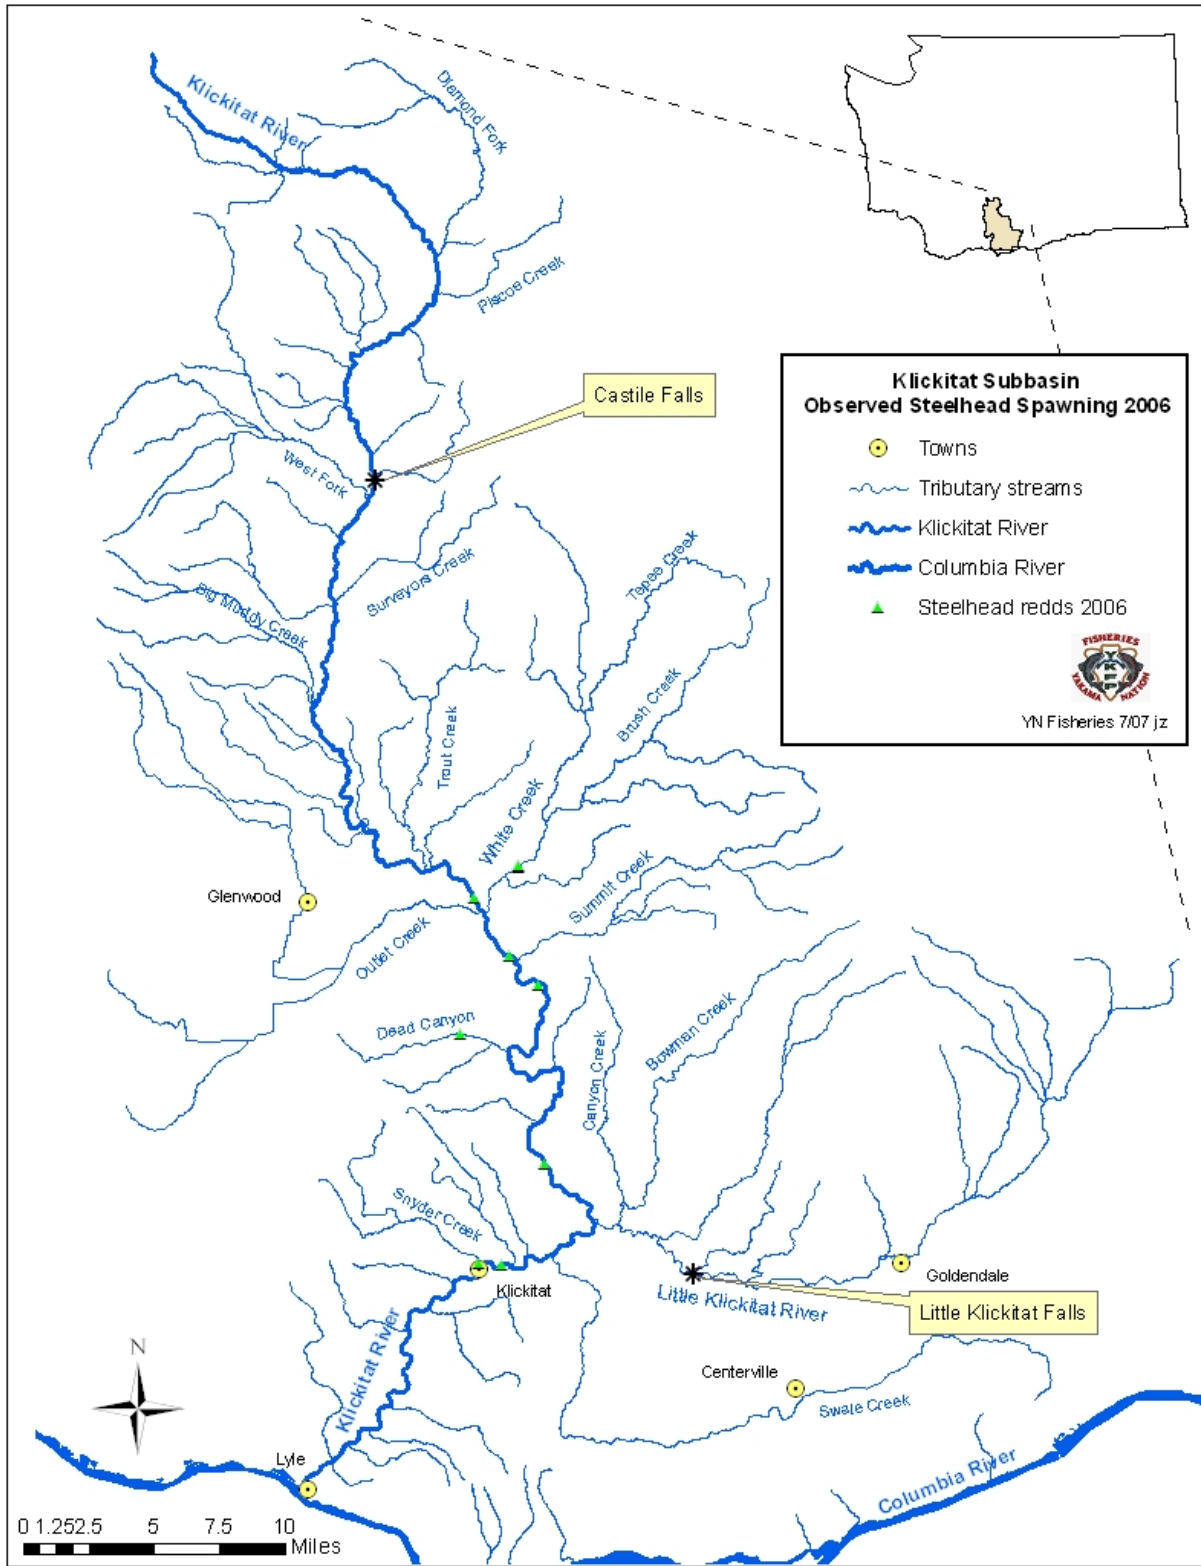 Klickitat River
Diamond Fork
Piscoe Creek
Castile Falls
Klickitat Subbasin
Observed Steelhead Spawning 2006
Towns
Tributary streams
Klickitat River
Columbia River
Steelhead redds 2006
FISHERIES
YKFP
YAKAMA NATION
YN Fisheries 7/07 jz
West Fork
Surveyors Creek
Tepee Creek
Big Muddy Creek
Brush Creek
Trout Creek
White Creek
Summit Creek
Glenwood
Outlet Creek
Dead Canyon
Canyon Creek
Bowman Creek
Snyder Creek
Klickitat
Goldendale
Little Klickitat River
Little Klickitat Falls
Klickitat River
Centerville
Swale Creek
N
Lyle
Columbia River
0 1.25 2.5 5 7.5 10
Miles